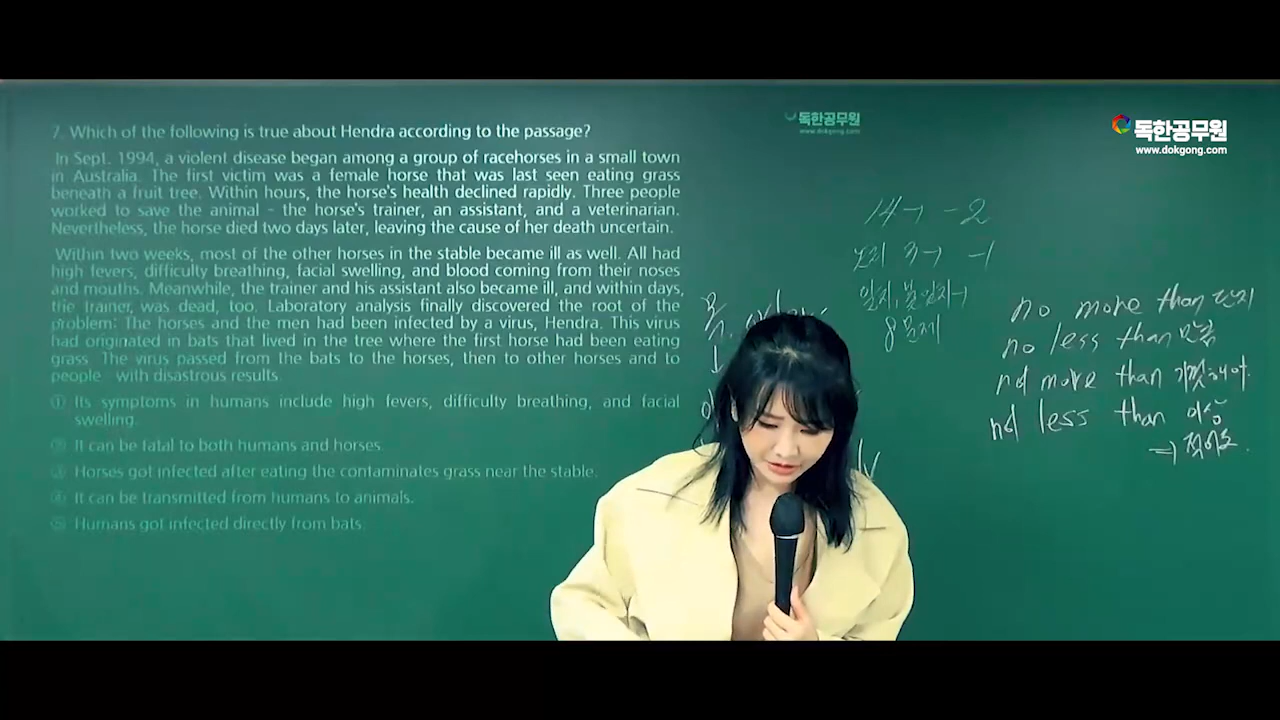 7. Which of the following is true about Hendra according to the passage?
In Sept. 1994, a violent disease began among a group of racehorses in a small town
in Australia. The first victim was a female horse that was last seen eating grass
beneath a fruit tree. Within hours, the horse's health declined rapidly. Three people
worked to save the animal - the horse's trainer, an assistant, and a veterinarian.
Nevertheless, the horse died two days later, leaving the cause of her death uncertain.
Within two weeks, most of the other horses in the stable became ill as well. All had
high fevers, difficulty breathing, facial swelling, and blood coming from their noses
and mouths. Meanwhile, the trainer and his assistant also became ill, and within days,
the trainer was dead, too. Laboratory analysis finally discovered the root of the
problem: The horses and the men had been infected by a virus, Hendra. This virus
had originated in bats that lived in the tree where the first horse had been eating
grass. The virus passed from the bats to the horses, then to other horses and to
people - with disastrous results.
① Its symptoms in humans include high fevers, difficulty breathing, and facial
swelling.
② It can be fatal to both humans and horses.
③ Horses got infected after eating the contaminates grass near the stable.
④ It can be transmitted from humans to animals.
⑤ Humans got infected directly from bats.
독한공무원
www.dokgong.com
독한공무원
www.dokgong.com
14 → -2
3 → -1
일치, 불일치 →
8문제
no more than 단지
no less than 만큼
not more than 기껏해야
not less than 이상
⇒ 적어도